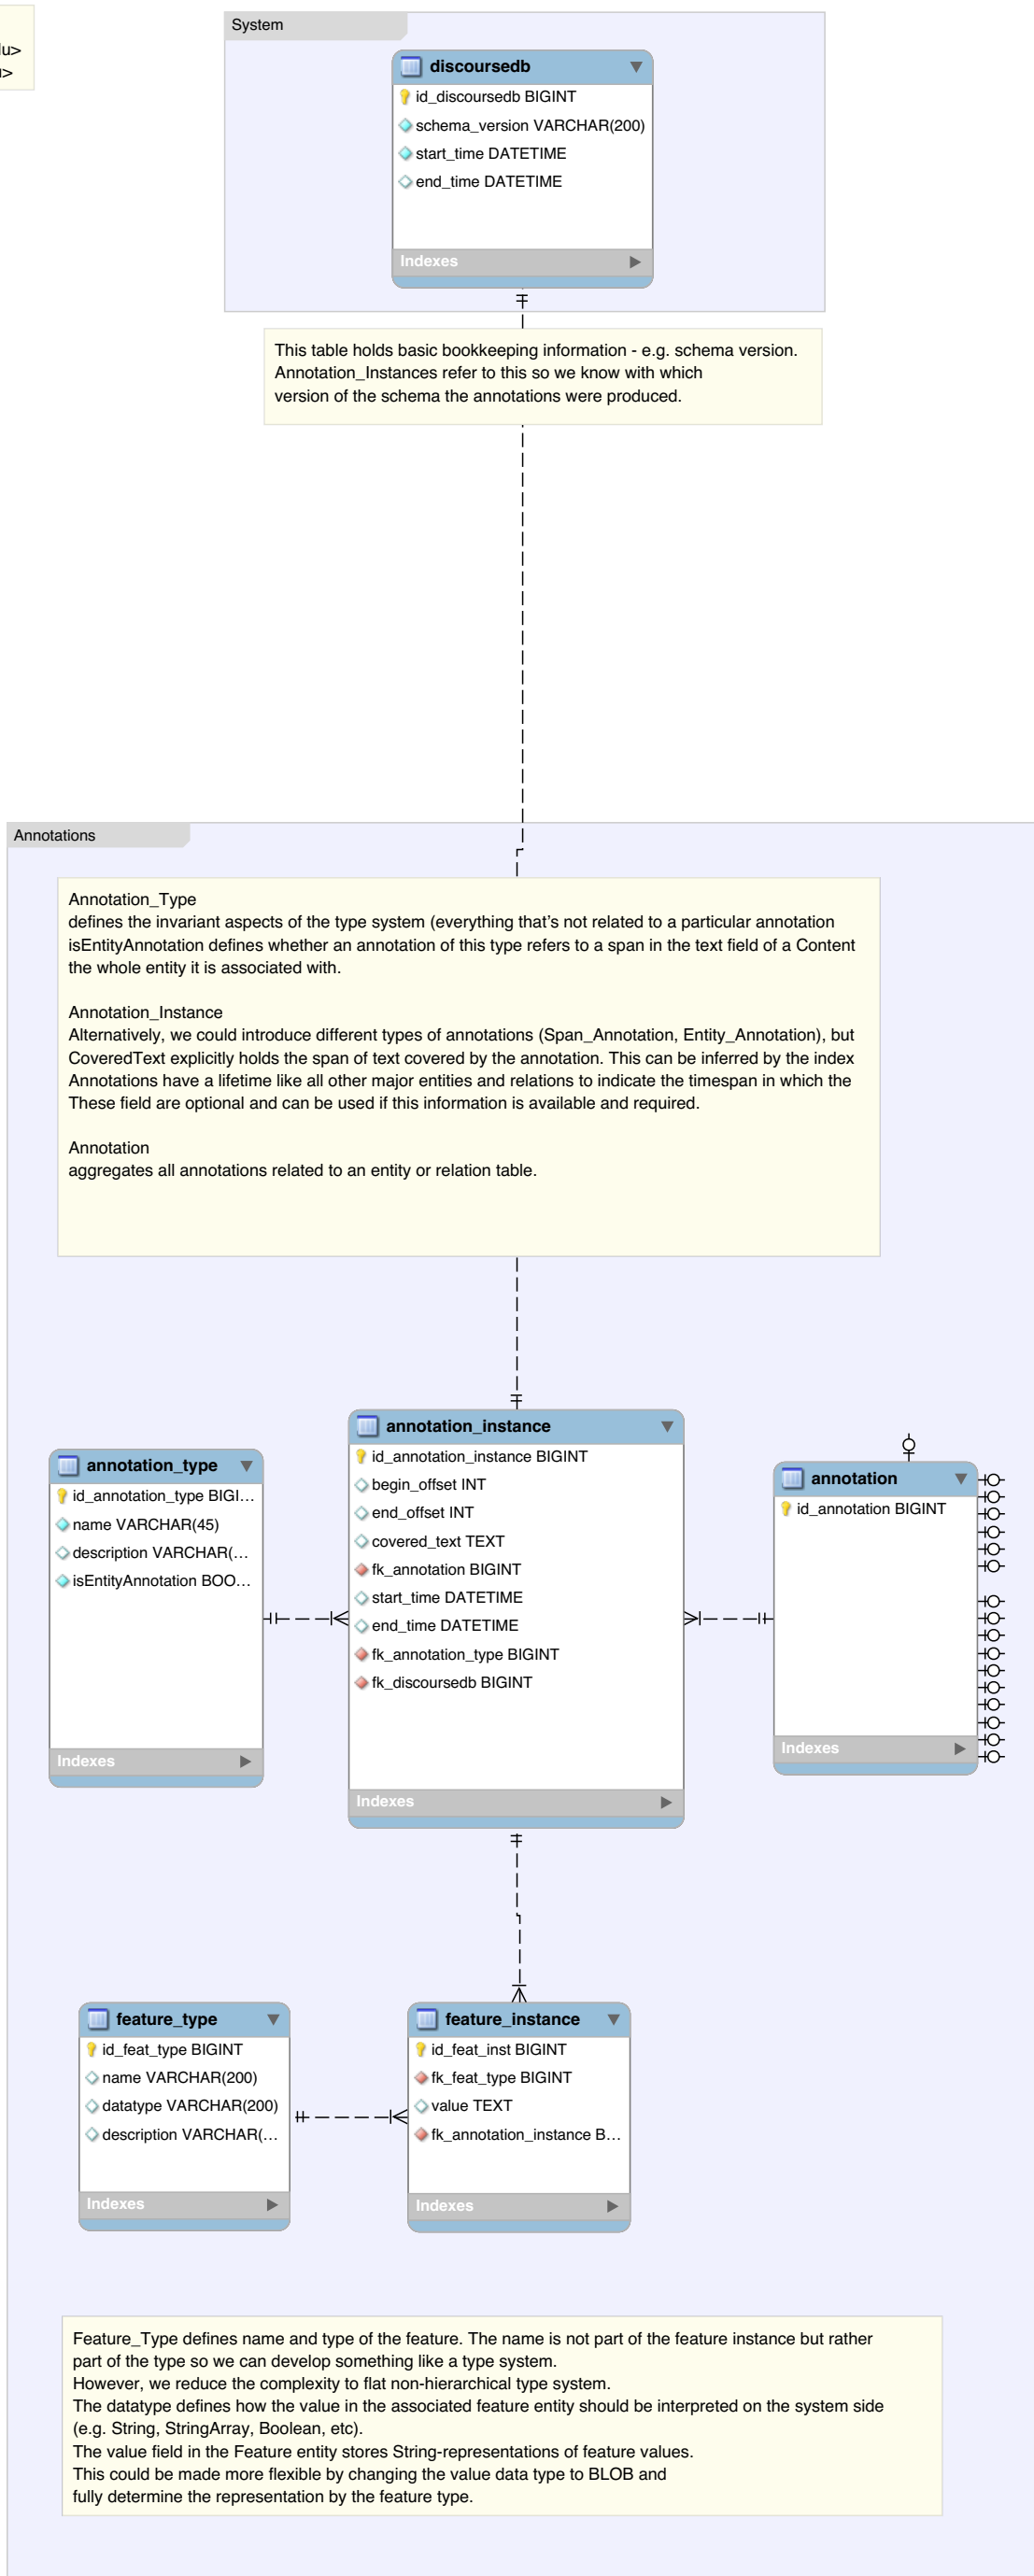 lu>
>
System
discoursedb
id_discoursedb BIGINT
schema_version VARCHAR(200)
start_time DATETIME
end_time DATETIME
Indexes
This table holds basic bookkeeping information - e.g. schema version.
Annotation_Instances refer to this so we know with which
version of the schema the annotations were produced.
Annotations
Annotation_Type
defines the invariant aspects of the type system (everything that's not related to a particular annotation
isEntityAnnotation defines whether an annotation of this type refers to a span in the text field of a Content
the whole entity it is associated with.
Annotation_Instance
Alternatively, we could introduce different types of annotations (Span_Annotation, Entity_Annotation), but
CoveredText explicitly holds the span of text covered by the annotation. This can be inferred by the index
Annotations have a lifetime like all other major entities and relations to indicate the timespan in which the
These field are optional and can be used if this information is available and required.
Annotation
aggregates all annotations related to an entity or relation table.
annotation_type
id_annotation_type BIGI...
name VARCHAR(45)
description VARCHAR(...
isEntityAnnotation BOO...
Indexes
annotation_instance
id_annotation_instance BIGINT
begin_offset INT
end_offset INT
covered_text TEXT
fk_annotation BIGINT
start_time DATETIME
end_time DATETIME
fk_annotation_type BIGINT
fk_discoursedb BIGINT
Indexes
annotation
id_annotation BIGINT
Indexes
feature_type
id_feat_type BIGINT
name VARCHAR(200)
datatype VARCHAR(200)
description VARCHAR(...
Indexes
feature_instance
id_feat_inst BIGINT
fk_feat_type BIGINT
value TEXT
fk_annotation_instance B...
Indexes
Feature_Type defines name and type of the feature. The name is not part of the feature instance but rather
part of the type so we can develop something like a type system.
However, we reduce the complexity to flat non-hierarchical type system.
The datatype defines how the value in the associated feature entity should be interpreted on the system side
(e.g. String, StringArray, Boolean, etc).
The value field in the Feature entity stores String-representations of feature values.
This could be made more flexible by changing the value data type to BLOB and
fully determine the representation by the feature type.